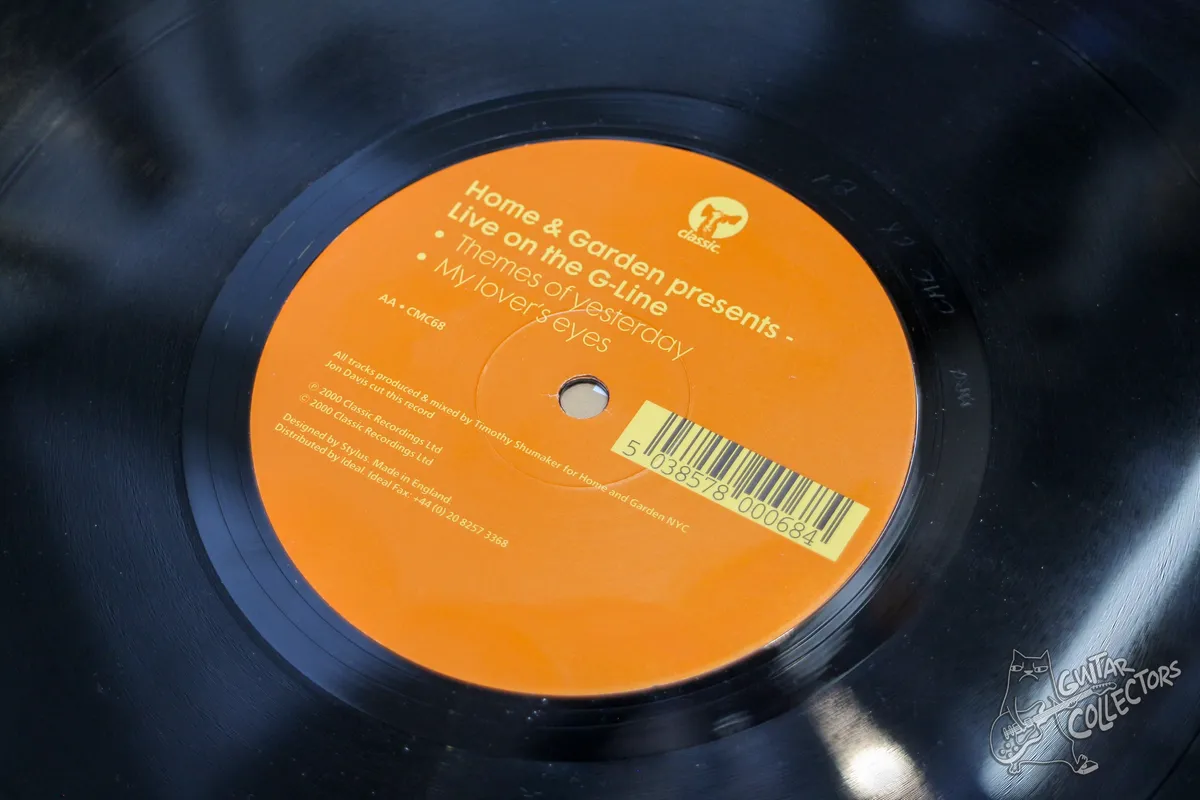 Home & Garden presents -
Live on the G-Line
• Themes of yesterday
• My lover's eyes
classic.
AA • CMC68
All tracks produced & mixed by Timothy Shumaker for Home and Garden NYC
Jon Davis cut this record
℗ 2000 Classic Recordings Ltd
© 2000 Classic Recordings Ltd
Designed by Stylus. Made in England.
Distributed by Ideal. Ideal Fax: +44 (0) 20 8257 3368
5 038578 000684
GUITAR
COLLECTORS